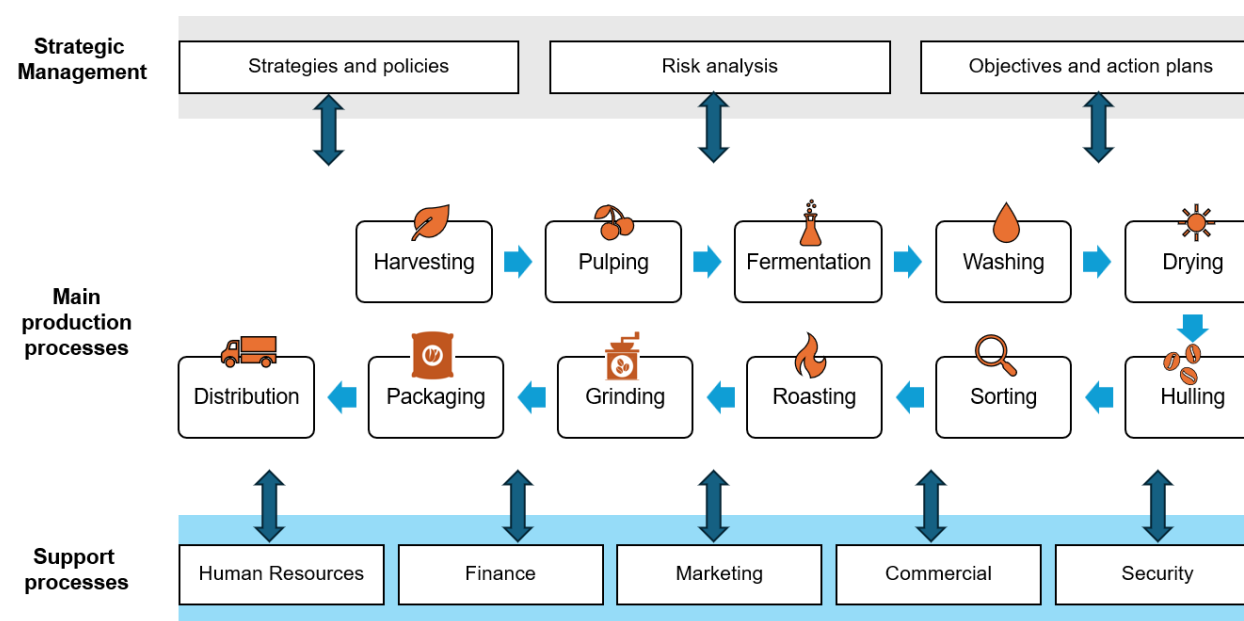 Strategic
Management
Strategies and policies
Risk analysis
Objectives and action plans
Main
production
processes
Harvesting
Pulping
Fermentation
Washing
Drying
Distribution
Packaging
Grinding
Roasting
Sorting
Hulling
Support
processes
Human Resources
Finance
Marketing
Commercial
Security